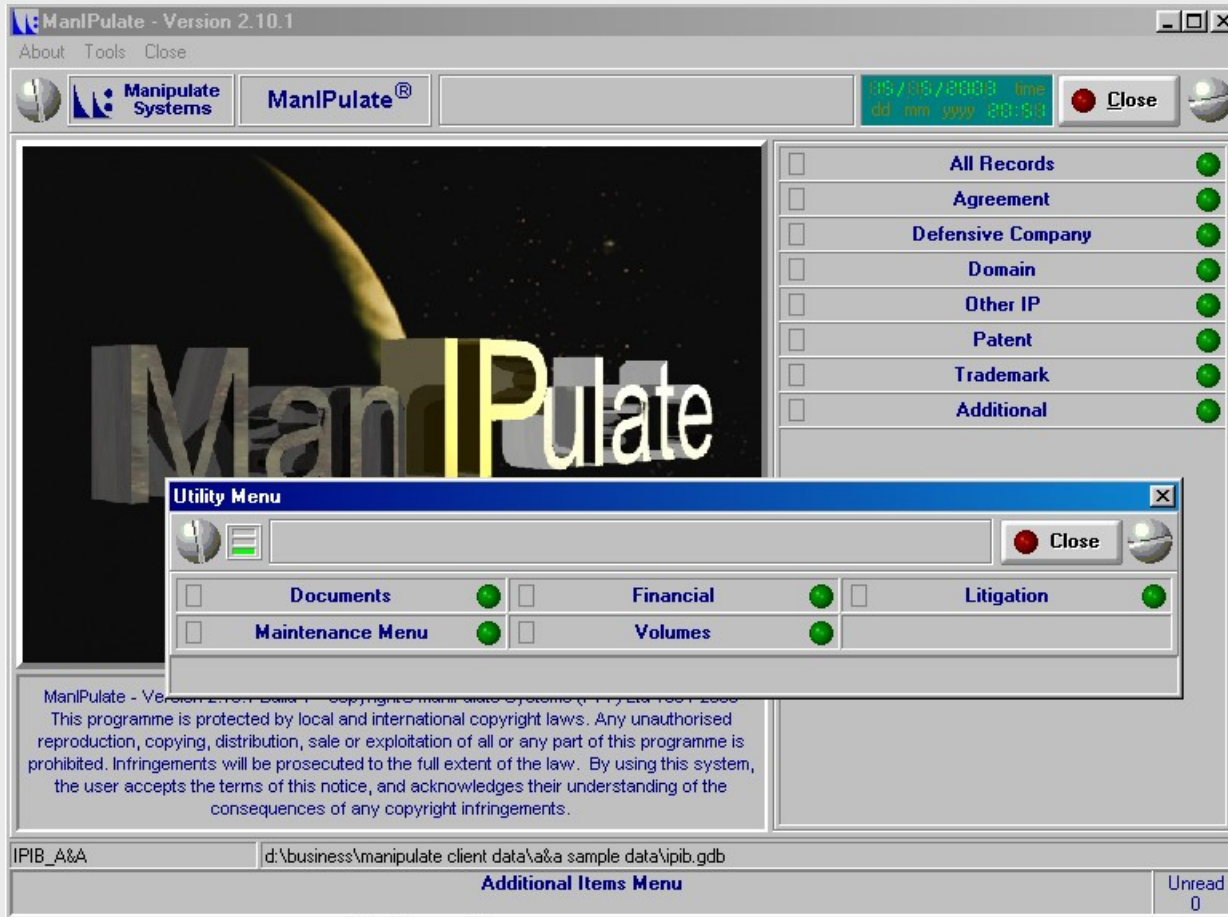 ManIPulate - Version 2.10.1
About Tools Close
Manipulate
Systems
ManIPulate®
time
dd mm yyyy
Close
All Records
Agreement
Defensive Company
Domain
Other IP
Patent
Trademark
Additional
ManIPulate
Utility Menu
Close
Documents Financial Litigation
Maintenance Menu Volumes
This programme is protected by local and international copyright laws. Any unauthorised
reproduction, copying, distribution, sale or exploitation of all or any part of this programme is
prohibited. Infringements will be prosecuted to the full extent of the law. By using this system,
the user accepts the terms of this notice, and acknowledges their understanding of the
consequences of any copyright infringements.
IPIB_A&A d:\business\manipulate client data\a&a sample data\ipib.gdb
Additional Items Menu
Unread
0